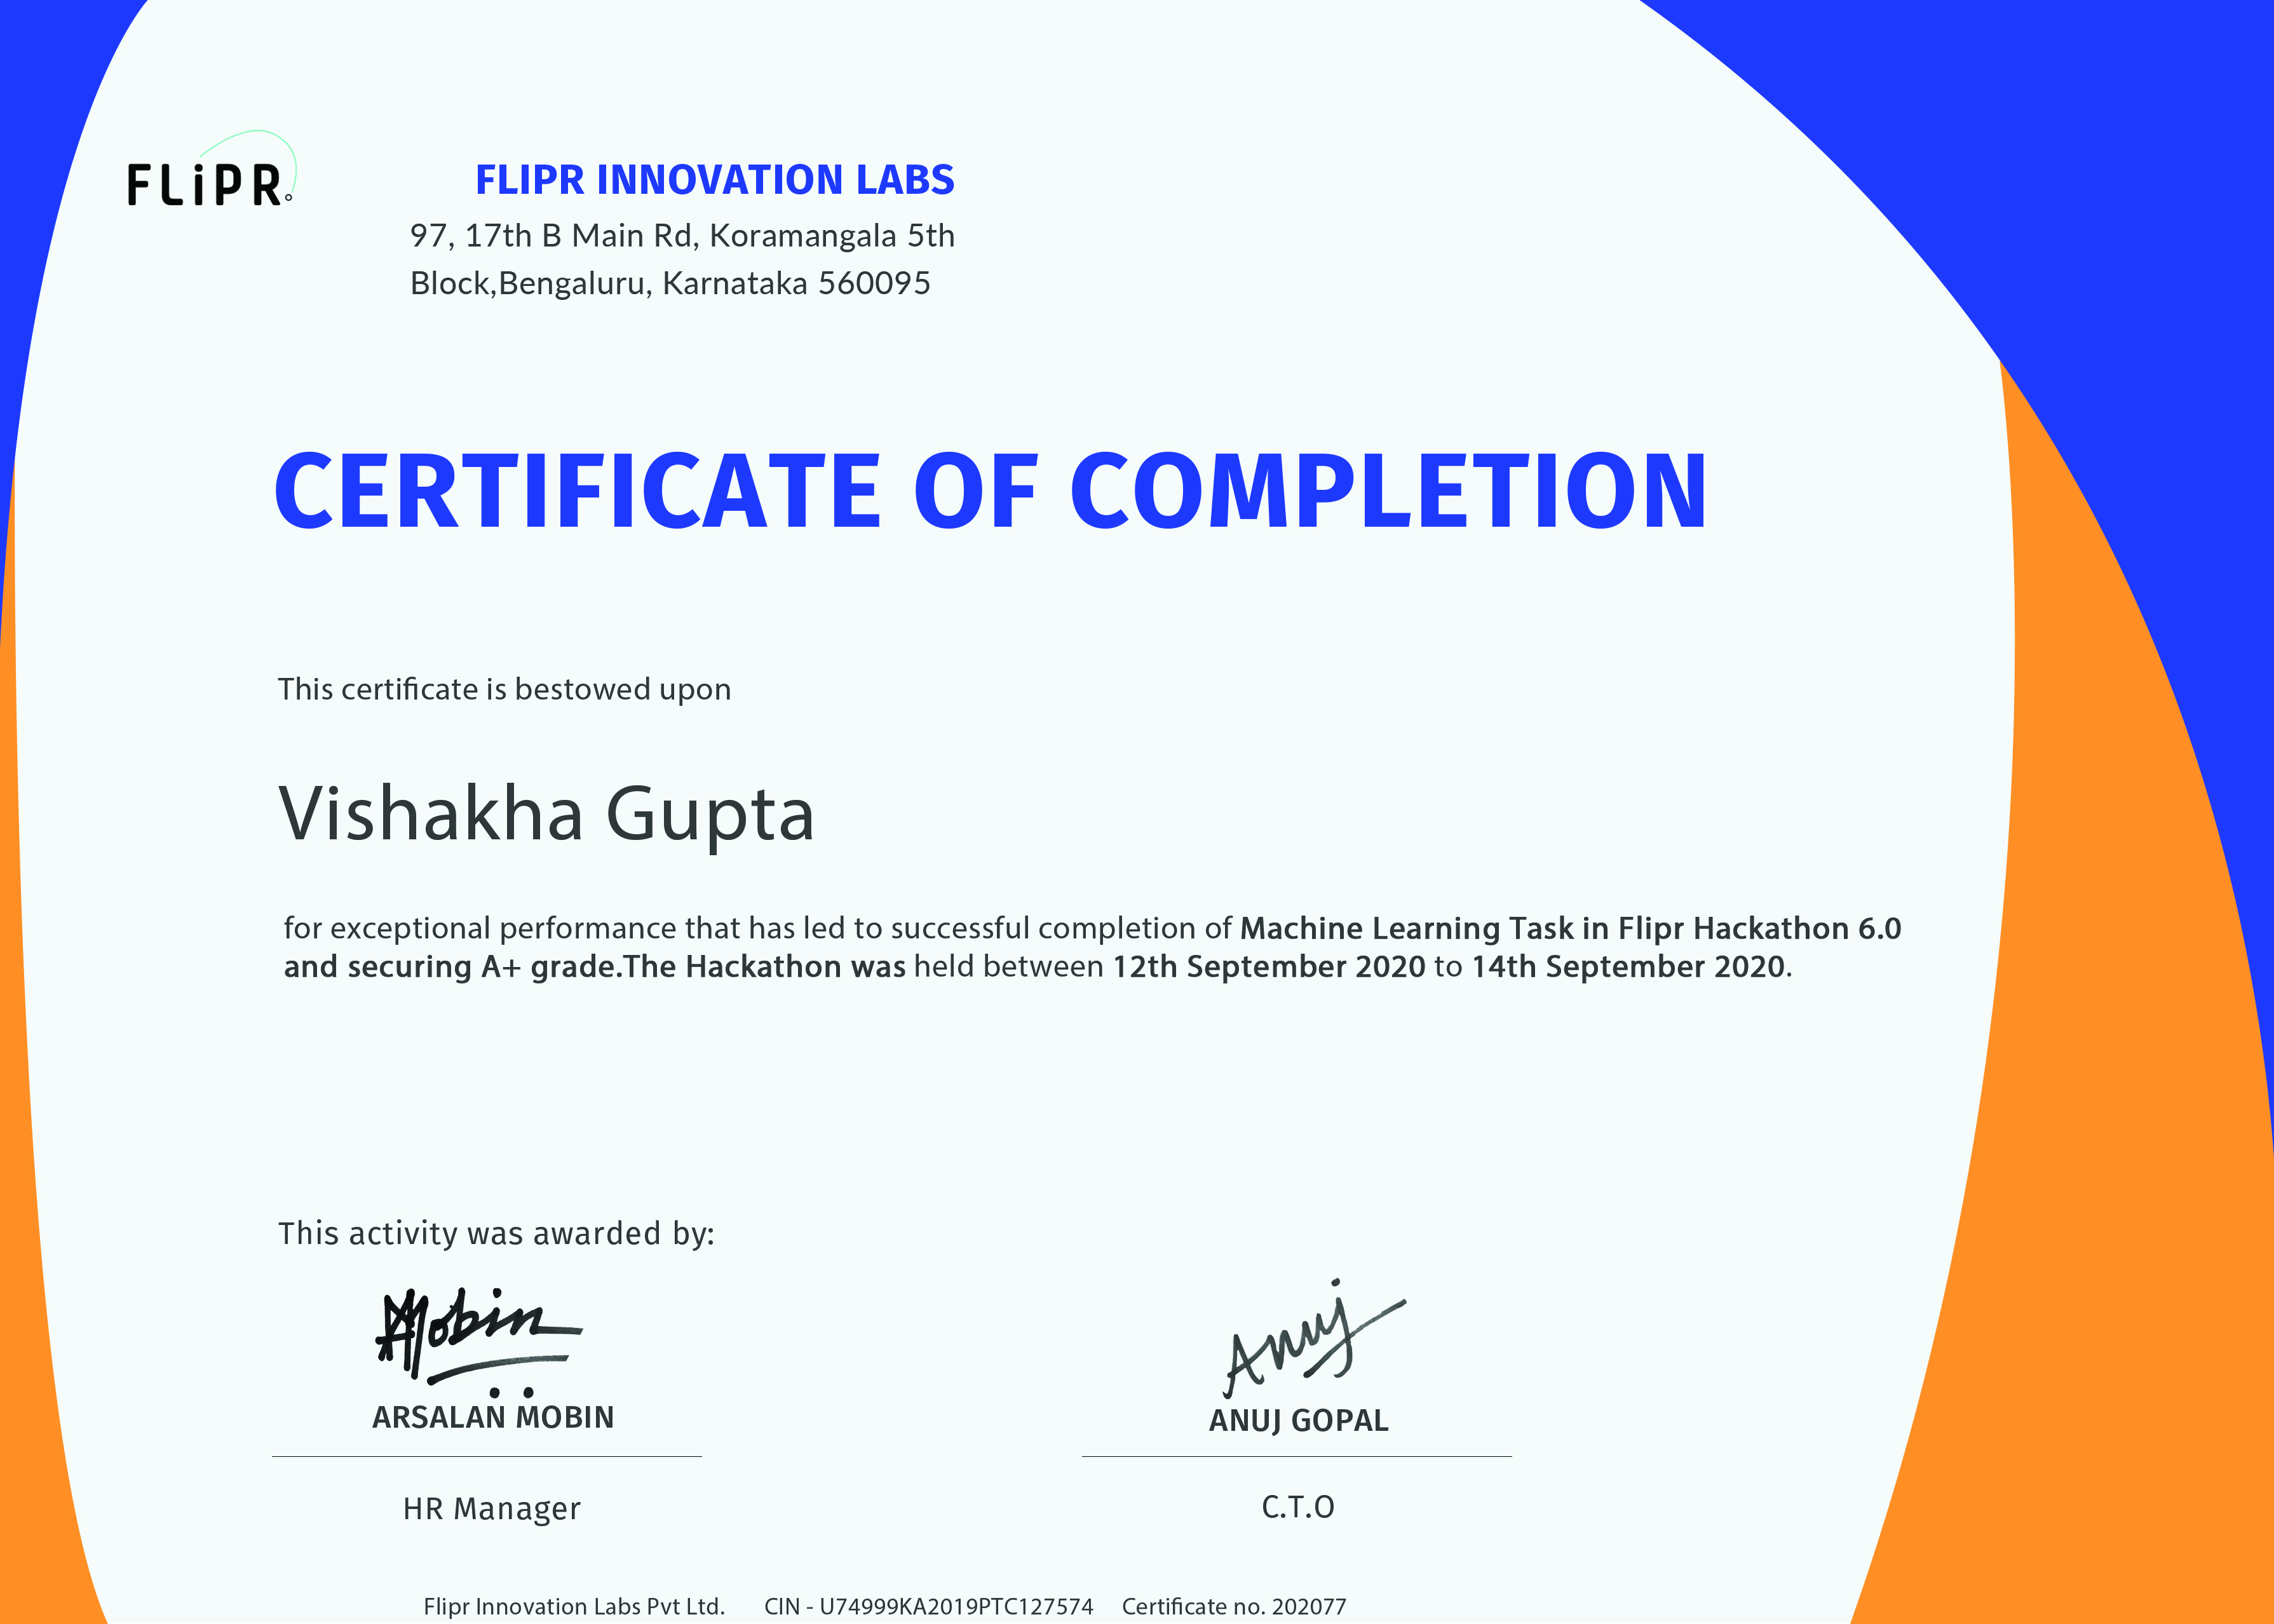 FLiPR
FLIPR INNOVATION LABS
97, 17th B Main Rd, Koramangala 5th
Block,Bengaluru, Karnataka 560095
CERTIFICATE OF COMPLETION
This certificate is bestowed upon
Vishakha Gupta
for exceptional performance that has led to successful completion of Machine Learning Task in Flipr Hackathon 6.0
and securing A+ grade.The Hackathon was held between 12th September 2020 to 14th September 2020.
This activity was awarded by:
AMobin Anuj
ARSALAN MOBIN ANUJ GOPAL
HR Manager C.T.O
Flipr Innovation Labs Pvt Ltd. CIN - U74999KA2019PTC127574 Certificate no. 202077